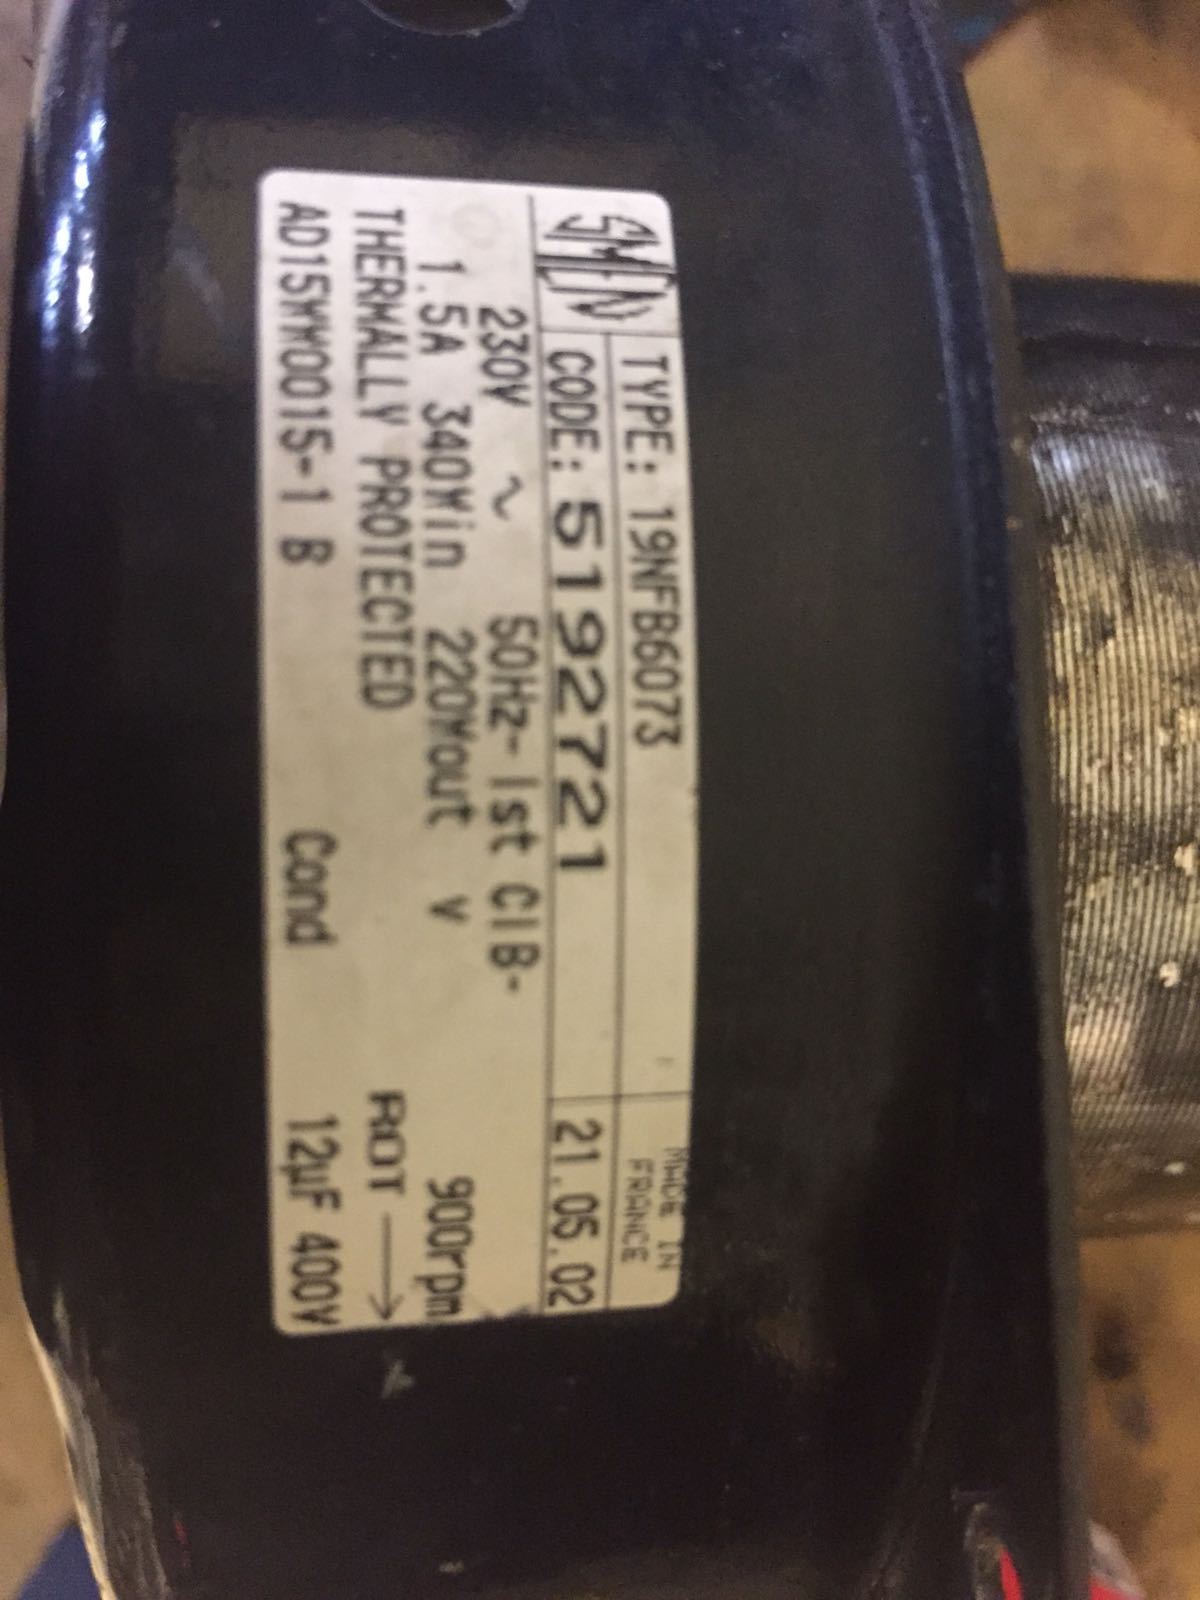 SMEM TYPE: 19NFB6073 MADE IN FRANCE
CODE: 5192721 21.05.02
230V ~ 50Hz-Ist CIB-
1.5A 340Win 220Wout V 900rpm
THERMALLY PROTECTED ROT →
AD15WW0015-1 B Cond 12µF 400V